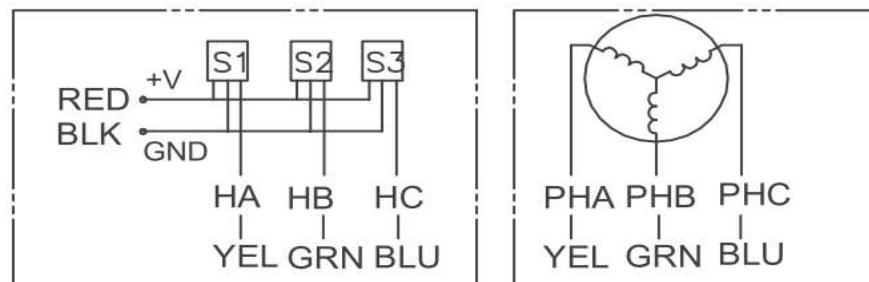 S1 S2 S3
+V
RED
BLK
GND
HA HB HC
YEL GRN BLU
PHA PHB PHC
YEL GRN BLU